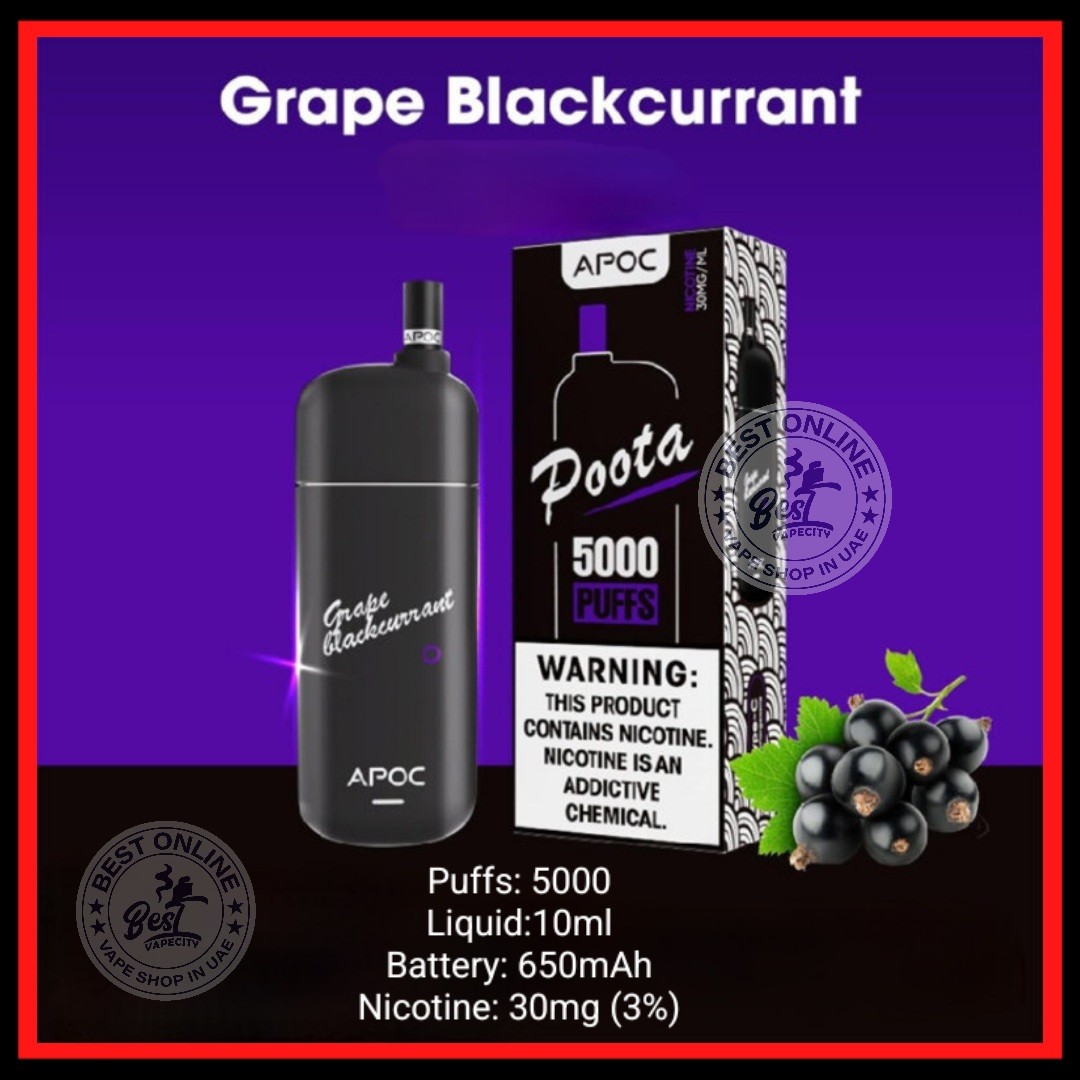 Grape Blackcurrant
APOC
NICOTINE
30MG/ML
APOC
Poota
5000
PUFFS
Grape
blackcurrant
APOC
WARNING:
THIS PRODUCT
CONTAINS NICOTINE.
NICOTINE IS AN
ADDICTIVE
CHEMICAL.
BEST ONLINE
Best
VAPECITY
VAPE SHOP IN UAE
Puffs: 5000
Liquid:10ml
Battery: 650mAh
Nicotine: 30mg (3%)
BEST ONLINE
Best
VAPECITY
VAPE SHOP IN UAE